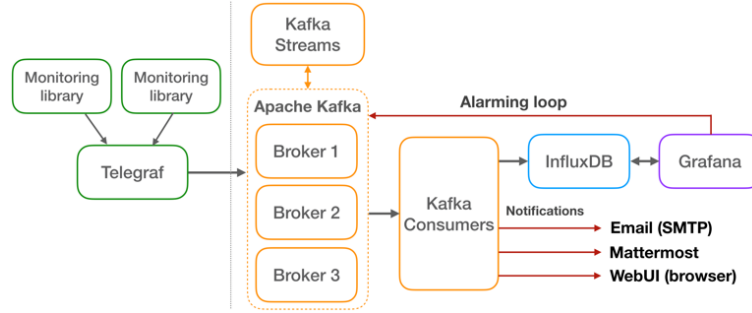 Kafka
Streams
Monitoring
library
Monitoring
library
Apache Kafka
Alarming loop
Broker 1
Telegraf
InfluxDB
Grafana
Broker 2
Kafka
Consumers
Notifications
Email (SMTP)
Mattermost
Broker 3
WebUI (browser)